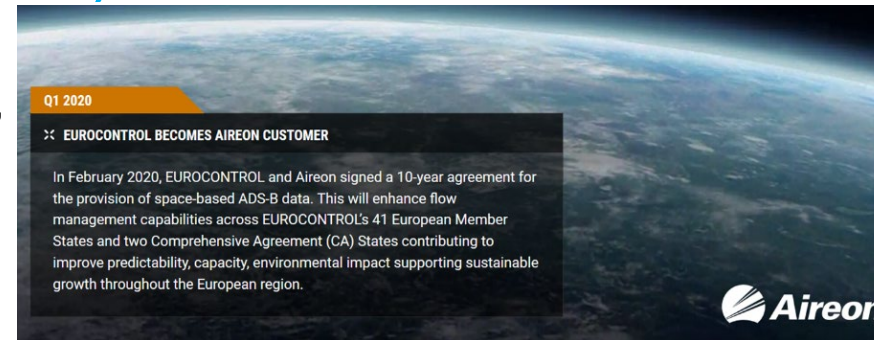 Q1 2020
EUROCONTROL BECOMES AIREON CUSTOMER
In February 2020, EUROCONTROL and Aireon signed a 10-year agreement for
the provision of space-based ADS-B data. This will enhance flow
management capabilities across EUROCONTROL's 41 European Member
States and two Comprehensive Agreement (CA) States contributing to
improve predictability, capacity, environmental impact supporting sustainable
growth throughout the European region.
Aireon